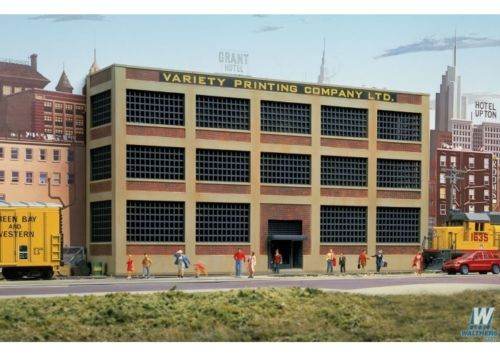 GRANT
HOTEL
VARIETY PRINTING COMPANY LTD.
HOTEL
UPTON
GREEN BAY
AND
WESTERN
1635
W
WALTHERS